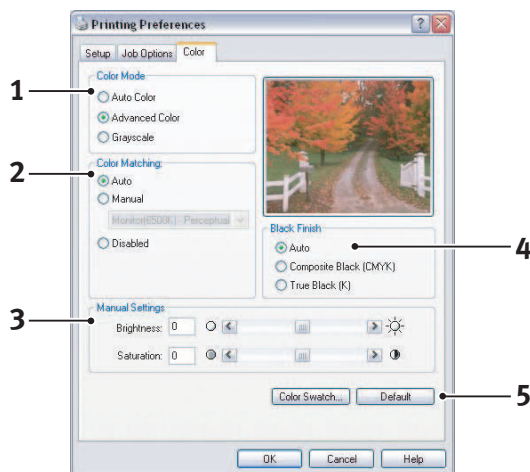 Printing Preferences
?
Setup Job Options Color
1
Color Mode
Auto Color
Advanced Color
Grayscale
2
Color Matching:
Auto
Manual
Monitor(6500K) - Perceptual
Disabled
Black Finish
4
Auto
Composite Black (CMYK)
True Black (K)
3
Manual Settings
Brightness: 0
Saturation: 0
Color Swatch... Default
5
OK Cancel Help